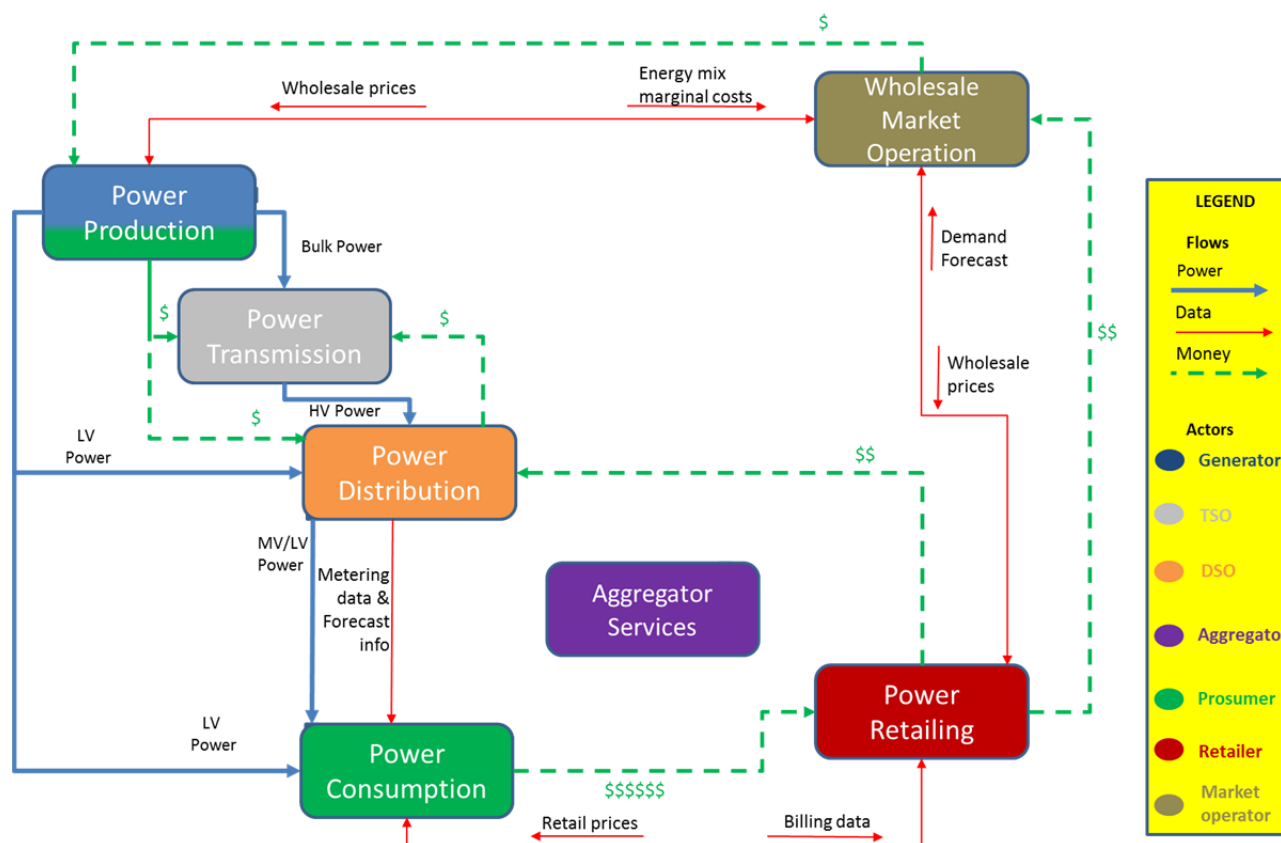 $
Wholesale prices
Energy mix
marginal costs
Wholesale
Market
Operation
Power
Production
Bulk Power
$
Power
Transmission
$
HV Power
$
LV
Power
Power
Distribution
$$
Demand
Forecast
Wholesale
prices
$$
MV/LV
Power
Metering
data &
Forecast
info
Aggregator
Services
LV
Power
Power
Consumption
$$$$$$
Power
Retailing
Retail prices
Billing data
LEGEND
Flows
Power
Data
Money
Actors
Generator
TSO
DSO
Aggregato
Prosumer
Retailer
Market
operator